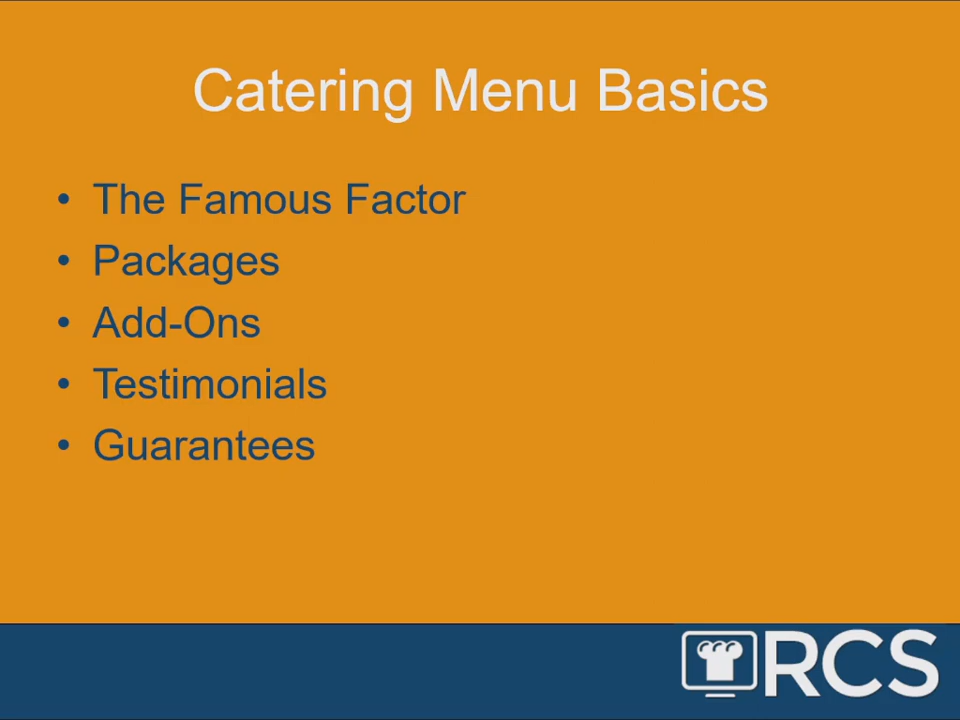 Catering Menu Basics
• The Famous Factor
• Packages
• Add-Ons
• Testimonials
• Guarantees
RCS